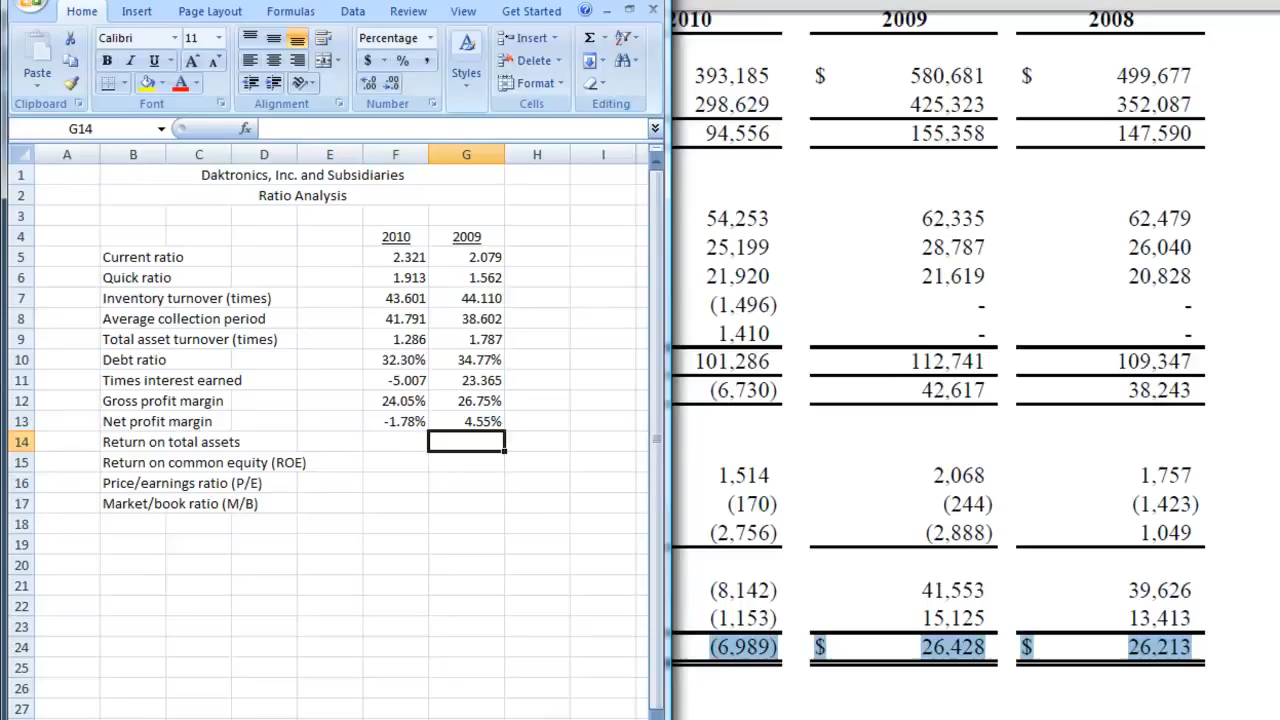 Home Insert Page Layout Formulas Data Review View Get Started
Calibri 11 Percentage Insert Σ
Paste B I U A A $ % , Styles Delete
Format
Clipboard Font Alignment Number Cells Editing
G14 fx
A B C D E F G H I
1 Daktronics, Inc. and Subsidiaries
2 Ratio Analysis
3
4 2010 2009
5 Current ratio 2.321 2.079
6 Quick ratio 1.913 1.562
7 Inventory turnover (times) 43.601 44.110
8 Average collection period 41.791 38.602
9 Total asset turnover (times) 1.286 1.787
10 Debt ratio 32.30% 34.77%
11 Times interest earned -5.007 23.365
12 Gross profit margin 24.05% 26.75%
13 Net profit margin -1.78% 4.55%
14 Return on total assets
15 Return on common equity (ROE)
16 Price/earnings ratio (P/E)
17 Market/book ratio (M/B)
18
19
20
21
22
23
24
25
26
27
2010 2009 2008
393,185 $ 580,681 $ 499,677
298,629 425,323 352,087
94,556 155,358 147,590
54,253 62,335 62,479
25,199 28,787 26,040
21,920 21,619 20,828
(1,496) - -
1,410 - -
101,286 112,741 109,347
(6,730) 42,617 38,243
1,514 2,068 1,757
(170) (244) (1,423)
(2,756) (2,888) 1,049
(8,142) 41,553 39,626
(1,153) 15,125 13,413
(6,989) $ 26,428 $ 26,213